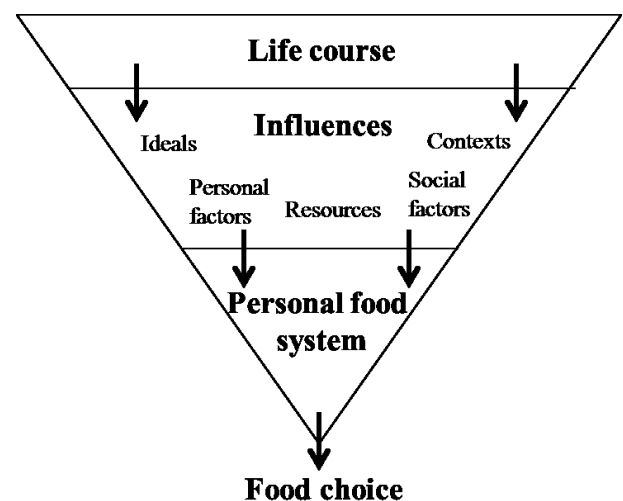 Life course
Influences
Ideals
Contexts
Personal
factors
Resources
Social
factors
Personal food
system
Food choice